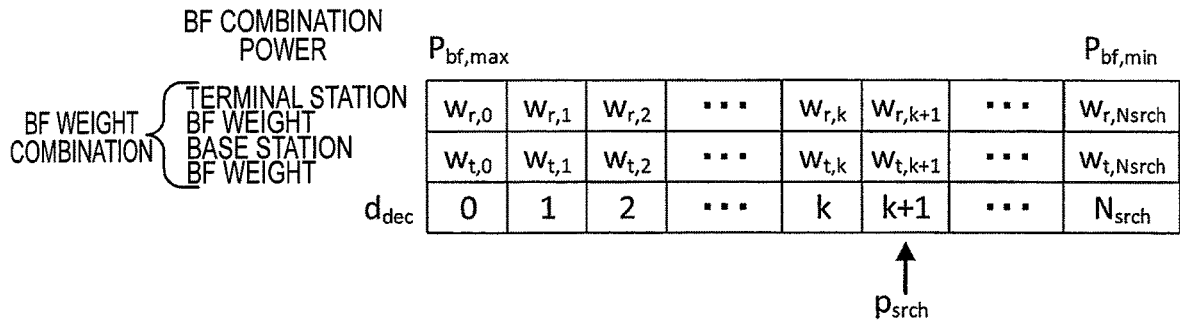 BF COMBINATION
POWER
P_bf,max P_bf,min
BF WEIGHT
COMBINATION
TERMINAL STATION
BF WEIGHT
BASE STATION
BF WEIGHT
w_r,0 w_r,1 w_r,2 ... w_r,k w_r,k+1 ... w_r,Nsrch
w_t,0 w_t,1 w_t,2 ... w_t,k w_t,k+1 ... w_t,Nsrch
d_dec 0 1 2 ... k k+1 ... N_srch
p_srch